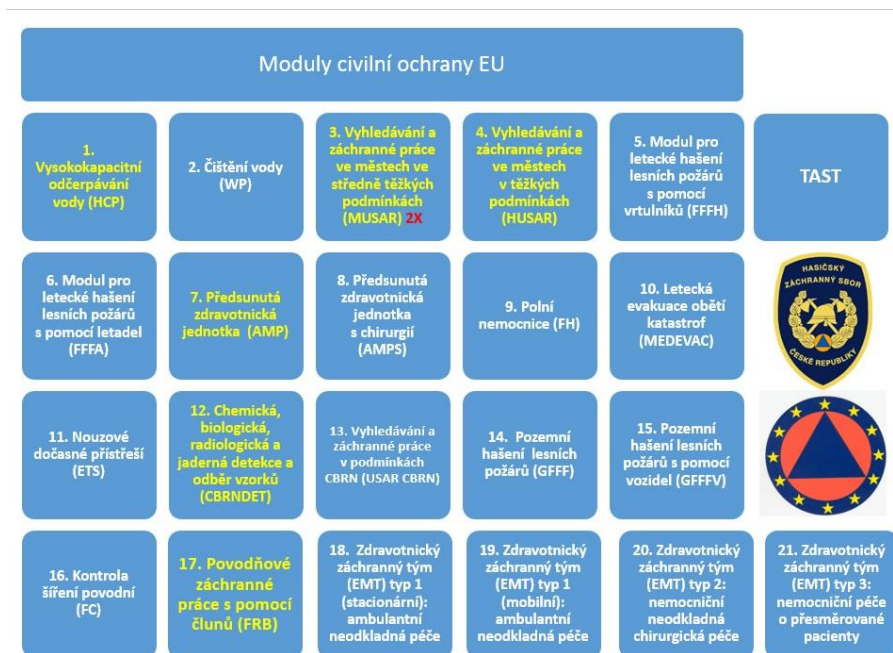 Moduly civilní ochrany EU
1.
Vysokokapacitní
odčerpávání
vody (HCP)
2. Čištění vody
(WP)
3. Vyhledávání a
záchranné práce
ve městech ve
středně těžkých
podmínkách
(MUSAR) 2X
4. Vyhledávání a
záchranné práce
ve městech
v těžkých
podmínkách
(HUSAR)
5. Modul pro
letecké hašení
lesních požárů
s pomocí
vrtulníků (FFFH)
TAST
6. Modul pro
letecké hašení
lesních požárů
s pomocí letadel
(FFFA)
7. Předsunutá
zdravotnická
jednotka (AMP)
8. Předsunutá
zdravotnická
jednotka
s chirurgií
(AMPS)
9. Polní
nemocnice (FH)
10. Letecká
evakuace obětí
katastrof
(MEDEVAC)
HASIČSKÝ
ZÁCHRANNÝ SBOR
ČESKÉ REPUBLIKY
11. Nouzové
dočasné přístřeší
(ETS)
12. Chemická,
biologická,
radiologická a
jaderná detekce a
odběr vzorků
(CBRNDET)
13. Vyhledávání a
záchranné práce
v podmínkách
CBRN (USAR CBRN)
14. Pozemní
hašení lesních
požárů (GFFF)
15. Pozemní
hašení lesních
požárů s pomocí
vozidel (GFFFV)
16. Kontrola
šíření povodní
(FC)
17. Povodňové
záchranné
práce s pomocí
člunů (FRB)
18. Zdravotnický
záchranný tým
(EMT) typ 1
(stacionární):
ambulantní
neodkladná péče
19. Zdravotnický
záchranný tým
(EMT) typ 1
(mobilní):
ambulantní
neodkladná péče
20. Zdravotnický
záchranný tým
(EMT) typ 2:
nemocniční
neodkladná
chirurgická péče
21. Zdravotnický
záchranný tým
(EMT) typ 3:
nemocniční péče
o přesměrované
pacienty